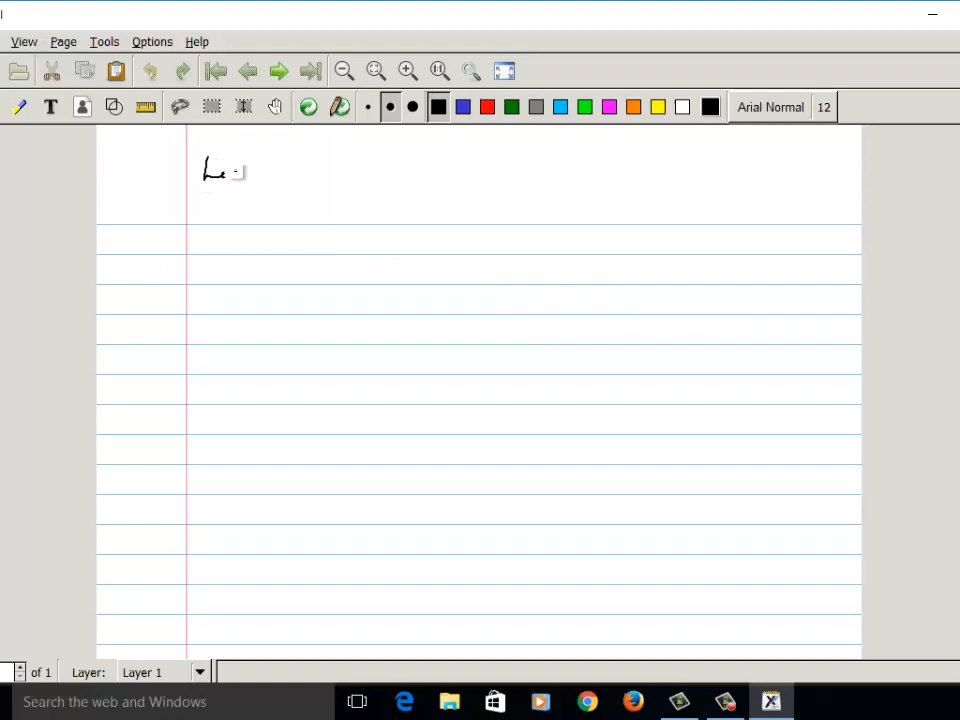 View Page Tools Options Help
T Arial Normal 12
Le
of 1 Layer: Layer 1
Search the web and Windows